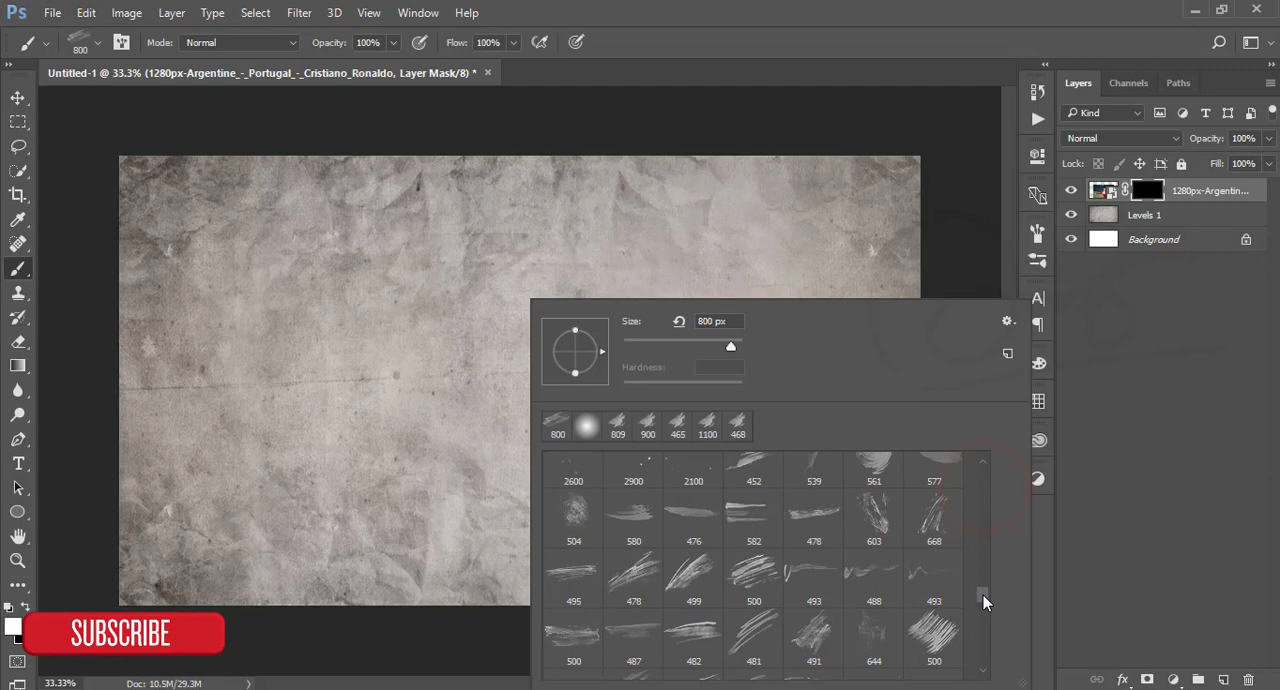 Ps File Edit Image Layer Type Select Filter 3D View Window Help
800 Mode: Normal Opacity: 100% Flow: 100%
Untitled-1 @ 33.3% (1280px-Argentine_-_Portugal_-_Cristiano_Ronaldo, Layer Mask/8) * ×
Layers Channels Paths
Kind
Normal Opacity: 100%
Lock: Fill: 100%
1280px-Argentin...
Levels 1
Background
Size: 800 px
Hardness:
800 809 900 465 1100 468
2600 2900 2100 452 539 561 577
504 580 476 582 478 603 668
495 478 499 500 493 488 493
500 487 482 481 491 644 500
SUBSCRIBE
33.33% Doc: 10.5M/29.3M